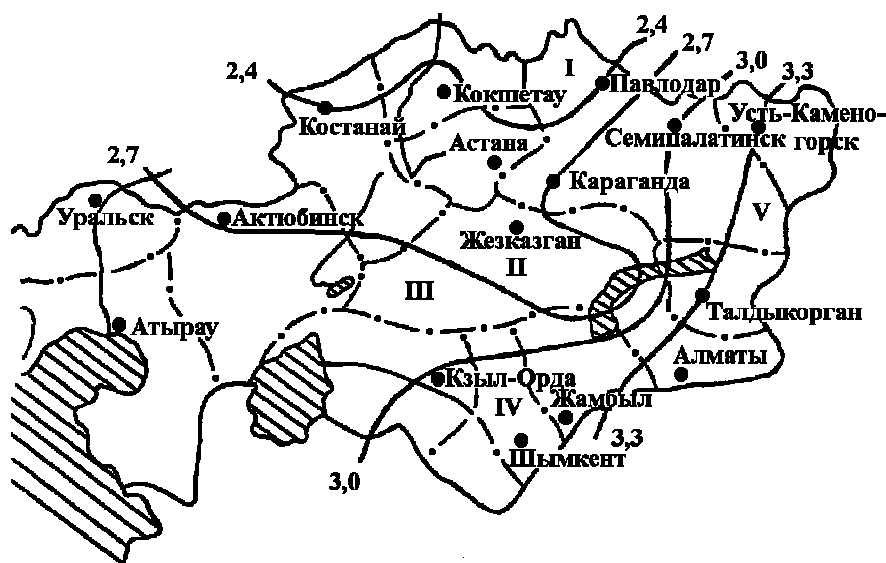 2,4
I
2,4
2,7
3,0
3,3
Кокпетау
Павлодар
Костанай
Семипалатинск
Усть-Камено-
горск
Астана
2,7
Караганда
Уральск
Актюбинск
Жезказган
V
II
III
Атырау
Талдыкорган
Алматы
Кзыл-Орда
IV
Жамбыл
3,3
Шымкент
3,0